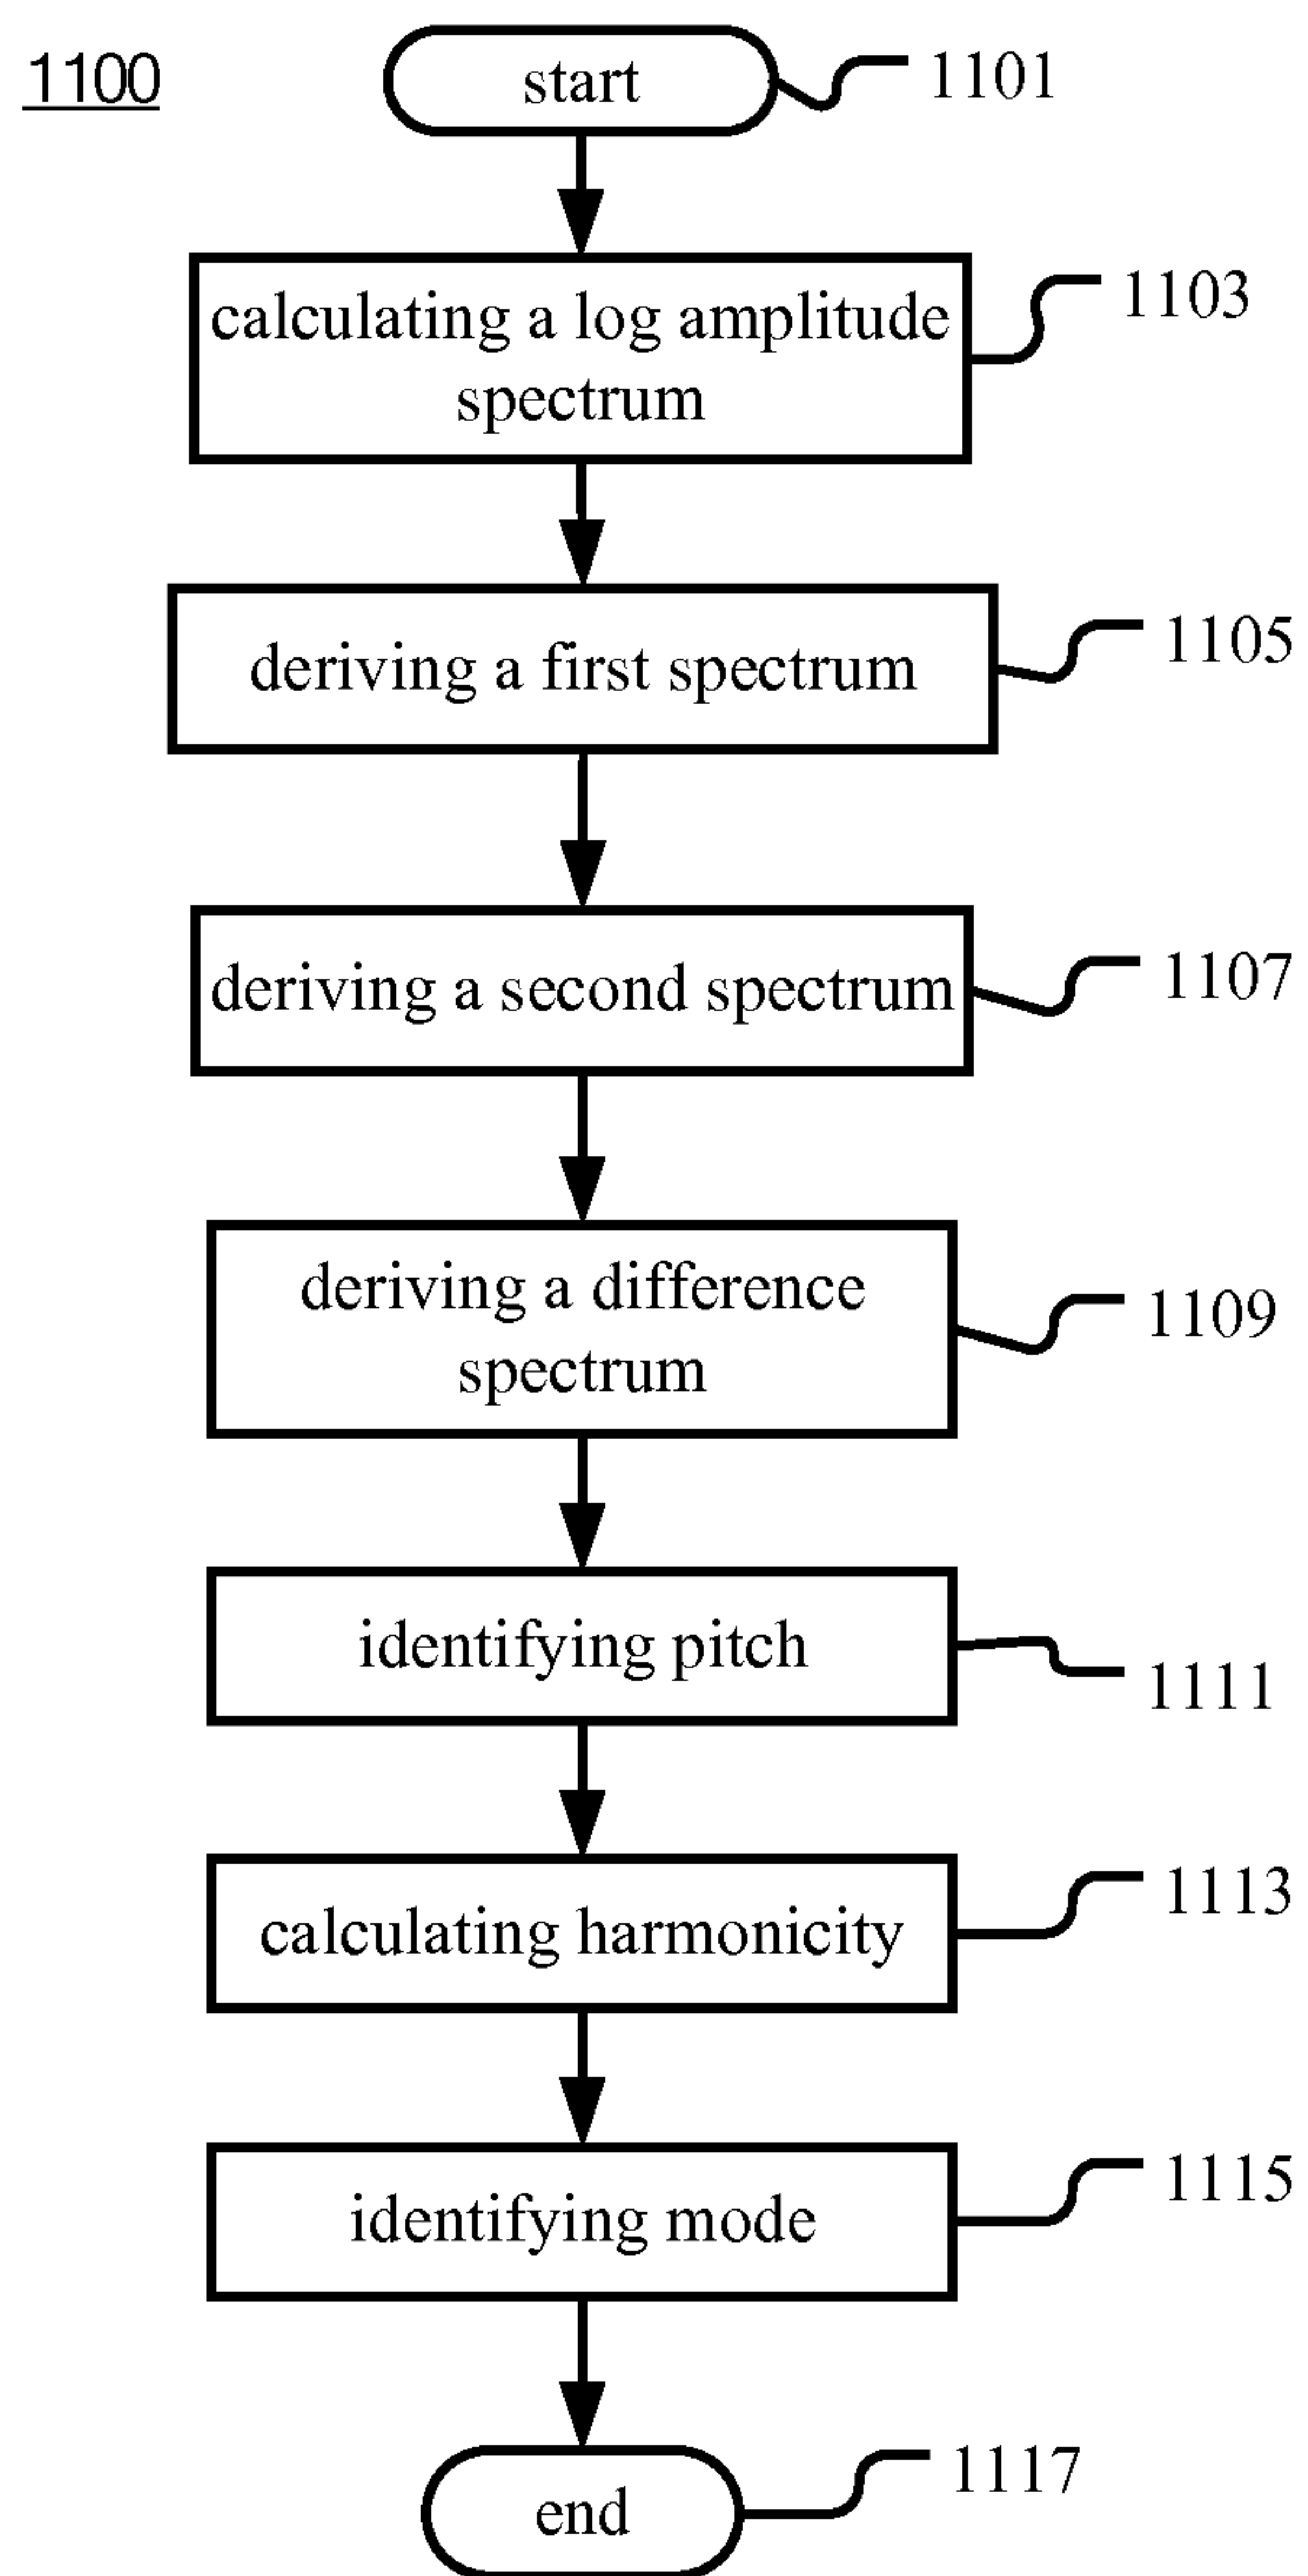 1100
start
1101
calculating a log amplitude
spectrum
1103
deriving a first spectrum
1105
deriving a second spectrum
1107
deriving a difference
spectrum
1109
identifying pitch
1111
calculating harmonicity
1113
identifying mode
1115
end
1117